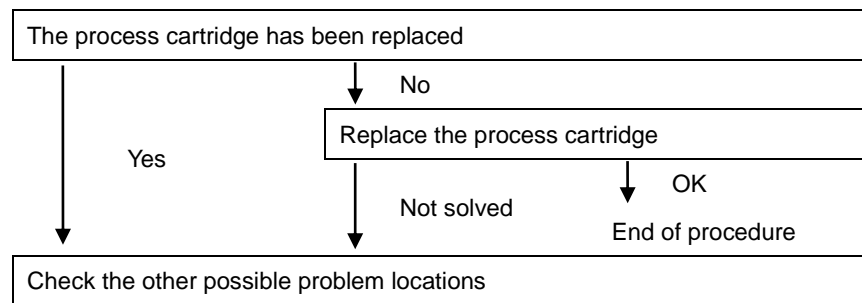 The process cartridge has been replaced
No
Replace the process cartridge
Yes
OK
Not solved
End of procedure
Check the other possible problem locations